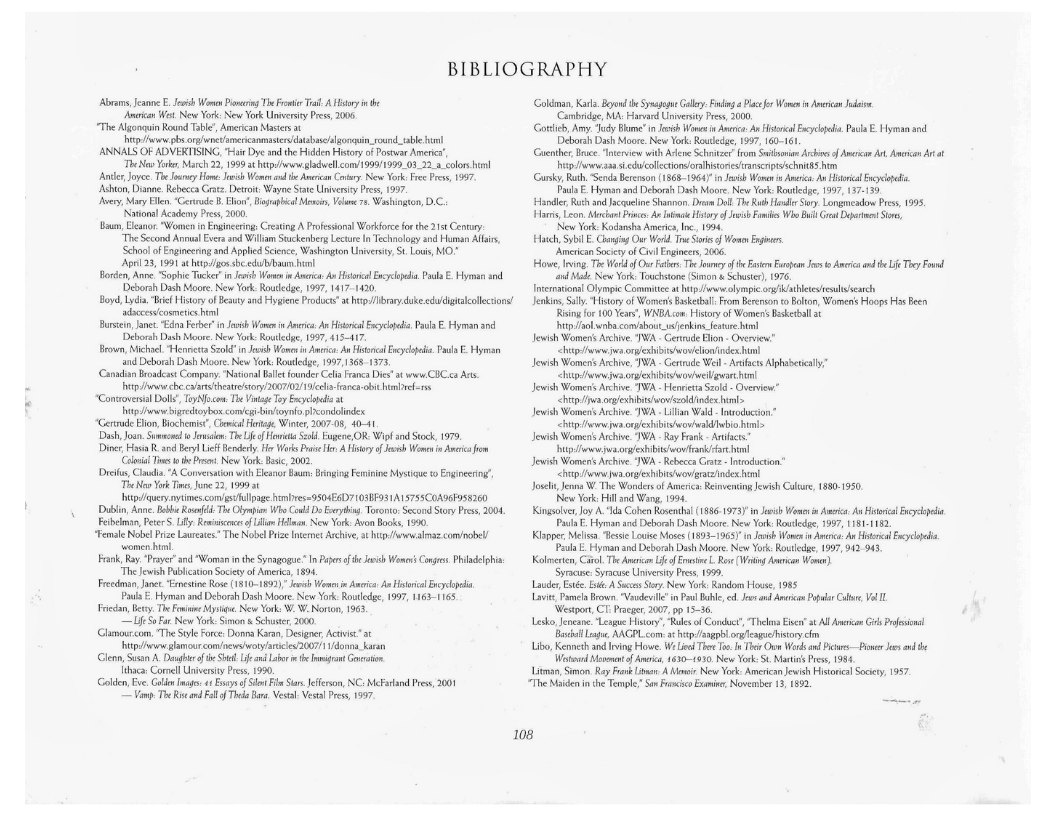 BIBLIOGRAPHY
Abrams, Jeanne E. Jewish Women Pioneering The Frontier Trail: A History in the
American West. New York: New York University Press, 2006.
"The Algonquin Round Table", American Masters at
http://www.pbs.org/wnet/americanmasters/database/algonquin_round_table.html
ANNALS OF ADVERTISING, "Hair Dye and the Hidden History of Postwar America",
The New Yorker, March 22, 1999 at http://www.gladwell.com/1999/1999_03_22_a_colors.html
Antler, Joyce. The Journey Home: Jewish Women and the American Century. New York: Free Press, 1997.
Ashton, Dianne. Rebecca Gratz. Detroit: Wayne State University Press, 1997.
Avery, Mary Ellen. "Gertrude B. Elion", Biographical Memoirs, Volume 78. Washington, D.C.:
National Academy Press, 2000.
Baum, Eleanor. "Women in Engineering: Creating A Professional Workforce for the 21st Century:
The Second Annual Evera and William Stuckenberg Lecture In Technology and Human Affairs,
School of Engineering and Applied Science, Washington University, St. Louis, MO."
April 23, 1991 at http://gos.sbc.edu/b/baum.html
Borden, Anne. "Sophie Tucker" in Jewish Women in America: An Historical Encyclopedia. Paula E. Hyman and
Deborah Dash Moore. New York: Routledge, 1997, 1417-1420.
Boyd, Lydia. "Brief History of Beauty and Hygiene Products" at http://library.duke.edu/digitalcollections/
adaccess/cosmetics.html
Burstein, Janet. "Edna Ferber" in Jewish Women in America: An Historical Encyclopedia. Paula E. Hyman and
Deborah Dash Moore. New York: Routledge, 1997, 415–417.
Brown, Michael. "Henrietta Szold" in Jewish Women in America: An Historical Encyclopedia. Paula E. Hyman
and Deborah Dash Moore. New York: Routledge, 1997,1368–1373.
Canadian Broadcast Company. "National Ballet founder Celia Franca Dies" at www.CBC.ca Arts.
http://www.cbc.ca/arts/theatre/story/2007/02/19/celia-franca-obit.html?ref=rss
"Controversial Dolls", ToyNfo.com: The Vintage Toy Encyclopedia at
http://www.bigredtoybox.com/cgi-bin/toynfo.pl?condolindex
"Gertrude Elion, Biochemist", Chemical Heritage, Winter, 2007-08, 40–41.
Dash, Joan. Summoned to Jerusalem: The Life of Henrietta Szold. Eugene,OR: Wipf and Stock, 1979.
Diner, Hasia R. and Beryl Lieff Benderly. Her Works Praise Her: A History of Jewish Women in America from
Colonial Times to the Present. New York: Basic, 2002.
Dreifus, Claudia. "A Conversation with Eleanor Baum: Bringing Feminine Mystique to Engineering",
The New York Times, June 22, 1999 at
http://query.nytimes.com/gst/fullpage.html?res=9504E6D7103BF931A15755C0A96F958260
Dublin, Anne. Bobbie Rosenfeld: The Olympian Who Could Do Everything. Toronto: Second Story Press, 2004.
Feibelman, Peter S. Lilly: Reminiscences of Lillian Hellman. New York: Avon Books, 1990.
"Female Nobel Prize Laureates." The Nobel Prize Internet Archive, at http://www.almaz.com/nobel/
women.html.
Frank, Ray. "Prayer" and "Woman in the Synagogue." In Papers of the Jewish Women's Congress. Philadelphia:
The Jewish Publication Society of America, 1894.
Freedman, Janet. "Ernestine Rose (1810–1892)," Jewish Women in America: An Historical Encyclopedia.
Paula E. Hyman and Deborah Dash Moore. New York: Routledge, 1997, 1163–1165.
Friedan, Betty. The Feminine Mystique. New York: W. W. Norton, 1963.
— Life So Far. New York: Simon & Schuster, 2000.
Glamour.com. "The Style Force: Donna Karan, Designer, Activist." at
http://www.glamour.com/news/woty/articles/2007/11/donna_karan
Glenn, Susan A. Daughter of the Shtetl: Life and Labor in the Immigrant Generation.
Ithaca: Cornell University Press, 1990.
Golden, Eve. Golden Images: 41 Essays of Silent Film Stars. Jefferson, NC: McFarland Press, 2001
— Vamp: The Rise and Fall of Theda Bara. Vestal: Vestal Press, 1997.
Goldman, Karla. Beyond the Synagogue Gallery: Finding a Place for Women in American Judaism.
Cambridge, MA: Harvard University Press, 2000.
Gottlieb, Amy. "Judy Blume" in Jewish Women in America: An Historical Encyclopedia. Paula E. Hyman and
Deborah Dash Moore. New York: Routledge, 1997, 160–161.
Guenther, Bruce. "Interview with Arlene Schnitzer" from Smithsonian Archives of American Art, American Art at
http://www.aaa.si.edu/collections/oralhistories/transcripts/schnit85.htm
Gursky, Ruth. "Senda Berenson (1868–1964)" in Jewish Women in America: An Historical Encyclopedia.
Paula E. Hyman and Deborah Dash Moore. New York: Routledge, 1997, 137-139.
Handler, Ruth and Jacqueline Shannon. Dream Doll: The Ruth Handler Story. Longmeadow Press, 1995.
Harris, Leon. Merchant Princes: An Intimate History of Jewish Families Who Built Great Department Stores,
New York: Kodansha America, Inc., 1994.
Hatch, Sybil E. Changing Our World. True Stories of Women Engineers.
American Society of Civil Engineers, 2006.
Howe, Irving. The World of Our Fathers: The Journey of the Eastern European Jews to America and the Life They Found
and Made. New York: Touchstone (Simon & Schuster), 1976.
International Olympic Committee at http://www.olympic.org/ik/athletes/results/search
Jenkins, Sally. "History of Women's Basketball: From Berenson to Bolton, Women's Hoops Has Been
Rising for 100 Years", WNBA.com: History of Women's Basketball at
http://aol.wnba.com/about_us/jenkins_feature.html
Jewish Women's Archive. "JWA - Gertrude Elion - Overview."
<http://www.jwa.org/exhibits/wov/elion/index.html
Jewish Women's Archive, "JWA - Gertrude Weil - Artifacts Alphabetically,"
<http://www.jwa.org/exhibits/wov/weil/gwart.html
Jewish Women's Archive. "JWA - Henrietta Szold - Overview."
<http://jwa.org/exhibits/wov/szold/index.html>
Jewish Women's Archive. "JWA - Lillian Wald - Introduction."
<http://www.jwa.org/exhibits/wov/wald/lwbio.html>
Jewish Women's Archive. "JWA - Ray Frank - Artifacts."
http://www.jwa.org/exhibits/wov/frank/rfart.html
Jewish Women's Archive. "JWA - Rebecca Gratz - Introduction."
<http://www.jwa.org/exhibits/wov/gratz/index.html
Joselit, Jenna W. The Wonders of America: Reinventing Jewish Culture, 1880-1950.
New York: Hill and Wang, 1994.
Kingsolver, Joy A. "Ida Cohen Rosenthal (1886-1973)" in Jewish Women in America: An Historical Encyclopedia.
Paula E. Hyman and Deborah Dash Moore. New York: Routledge, 1997, 1181-1182.
Klapper, Melissa. "Bessie Louise Moses (1893–1965)" in Jewish Women in America: An Historical Encyclopedia.
Paula E. Hyman and Deborah Dash Moore. New York: Routledge, 1997, 942–943.
Kolmerten, Carol. The American Life of Ernestine L. Rose (Writing American Women).
Syracuse: Syracuse University Press, 1999.
Lauder, Estée. Estée: A Success Story. New York: Random House, 1985
Lavitt, Pamela Brown. "Vaudeville" in Paul Buhle, ed. Jews and American Popular Culture, Vol II.
Westport, CT: Praeger, 2007, pp 15–36.
Lesko, Jeneane. "League History", "Rules of Conduct", "Thelma Eisen" at All American Girls Professional
Baseball League, AAGPL.com: at http://aagpbl.org/league/history.cfm
Libo, Kenneth and Irving Howe. We Lived There Too: In Their Own Words and Pictures—Pioneer Jews and the
Westward Movement of America, 1630–1930. New York: St. Martin's Press, 1984.
Litman, Simon. Ray Frank Litman: A Memoir. New York: American Jewish Historical Society, 1957.
"The Maiden in the Temple," San Francisco Examiner, November 13, 1892.
108